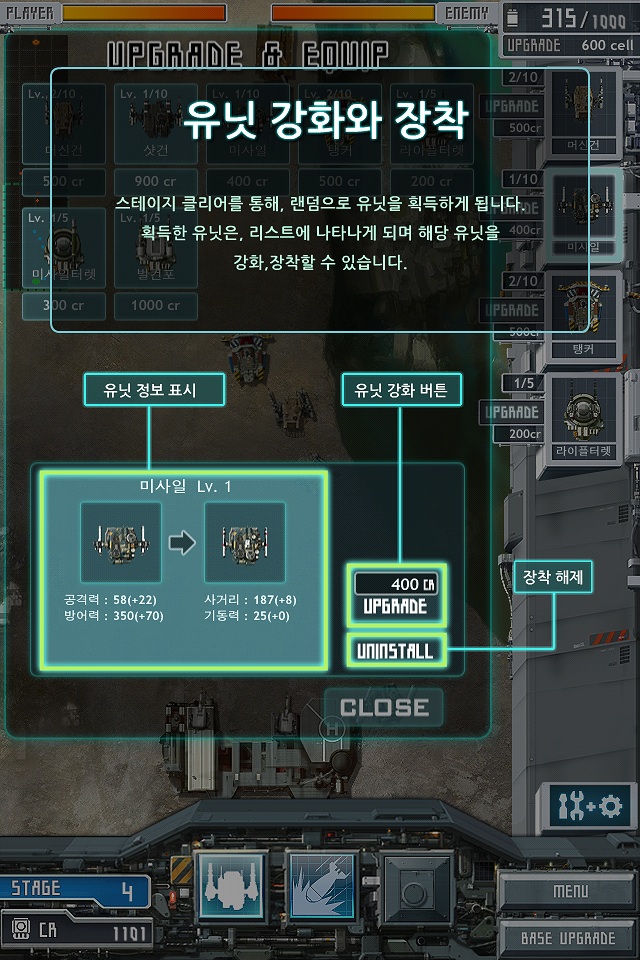 PLAYER
ENEMY
315/1000
UPGRADE 600 cell
UPGRADE & EQUIP
유닛 강화와 장착
스테이지 클리어를 통해, 랜덤으로 유닛을 획득하게 됩니다.
획득한 유닛은, 리스트에 나타나게 되며 해당 유닛을
강화,장착할 수 있습니다.
Lv. 2/10
Lv. 1/10
Lv. 1/10
Lv. 2/10
Lv. 1/5
머신건
샷건
미사일
탱커
라이플터렛
500 cr
900 cr
400 cr
500 cr
200 cr
Lv. 1/5
Lv. 1/5
미사일터렛
발칸포
300 cr
1000 cr
2/10
UPGRADE
500cr
머신건
1/10
UPGRADE
400cr
미사일
2/10
UPGRADE
500cr
탱커
1/5
UPGRADE
200cr
라이플터렛
유닛 정보 표시
유닛 강화 버튼
미사일 Lv. 1
공격력 : 58(+22)
사거리 : 187(+8)
방어력 : 350(+70)
기동력 : 25(+0)
400 CR
UPGRADE
UNINSTALL
장착 해제
CLOSE
H
STAGE 4
CR 1101
MENU
BASE UPGRADE